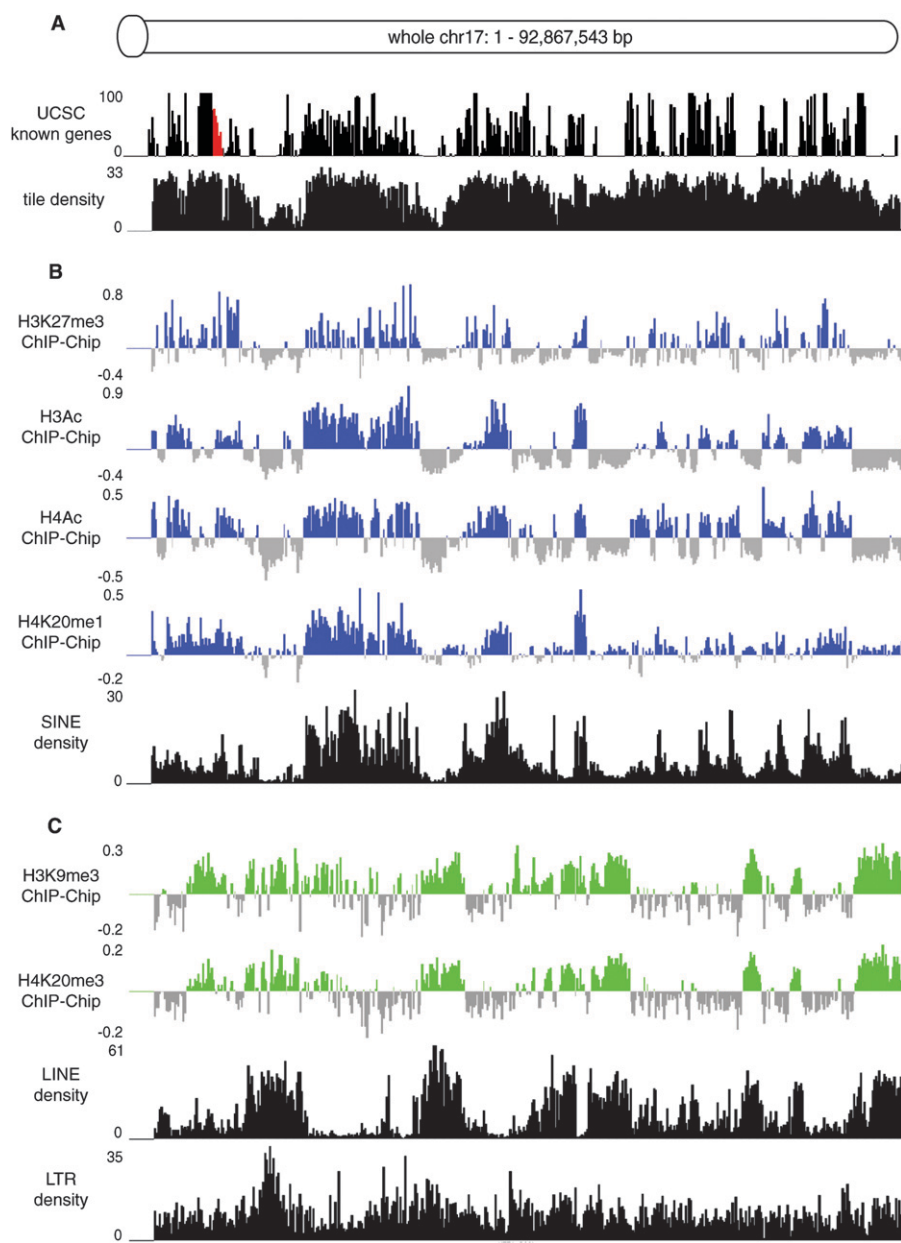 A
whole chr17: 1 - 92,867,543 bp
100
UCSC
known genes
0
33
tile density
0
B
0.8
H3K27me3
ChIP-Chip
-0.4
0.9
H3Ac
ChIP-Chip
-0.4
0.5
H4Ac
ChIP-Chip
-0.5
0.5
H4K20me1
ChIP-Chip
-0.2
30
SINE
density
0
C
0.3
H3K9me3
ChIP-Chip
-0.2
0.2
H4K20me3
ChIP-Chip
-0.2
61
LINE
density
0
35
LTR
density
0